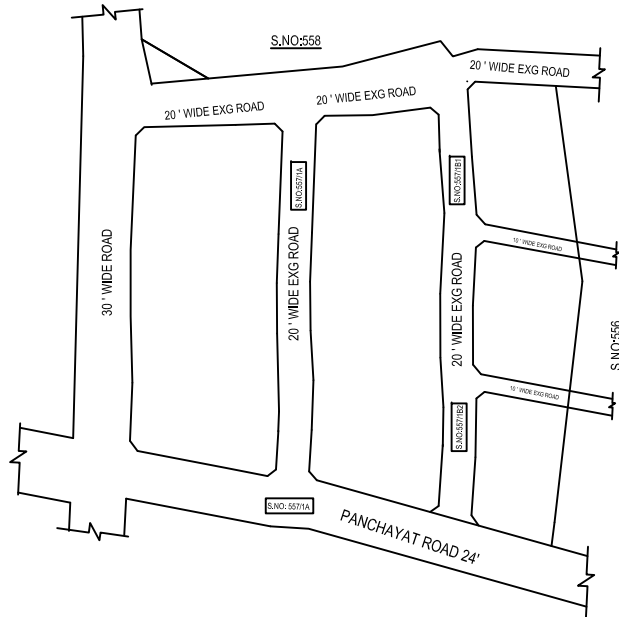 S.NO:558
20 ' WIDE EXG ROAD
20 ' WIDE EXG ROAD
20 ' WIDE EXG ROAD
S.NO:557/1A
S.NO:557/1B1
30 ' WIDE ROAD
20 ' WIDE EXG ROAD
20 ' WIDE EXG ROAD
10 ' WIDE EXG ROAD
S.NO:556
10 ' WIDE EXG ROAD
S.NO:557/1B2
S.NO: 557/1A
PANCHAYAT ROAD 24'